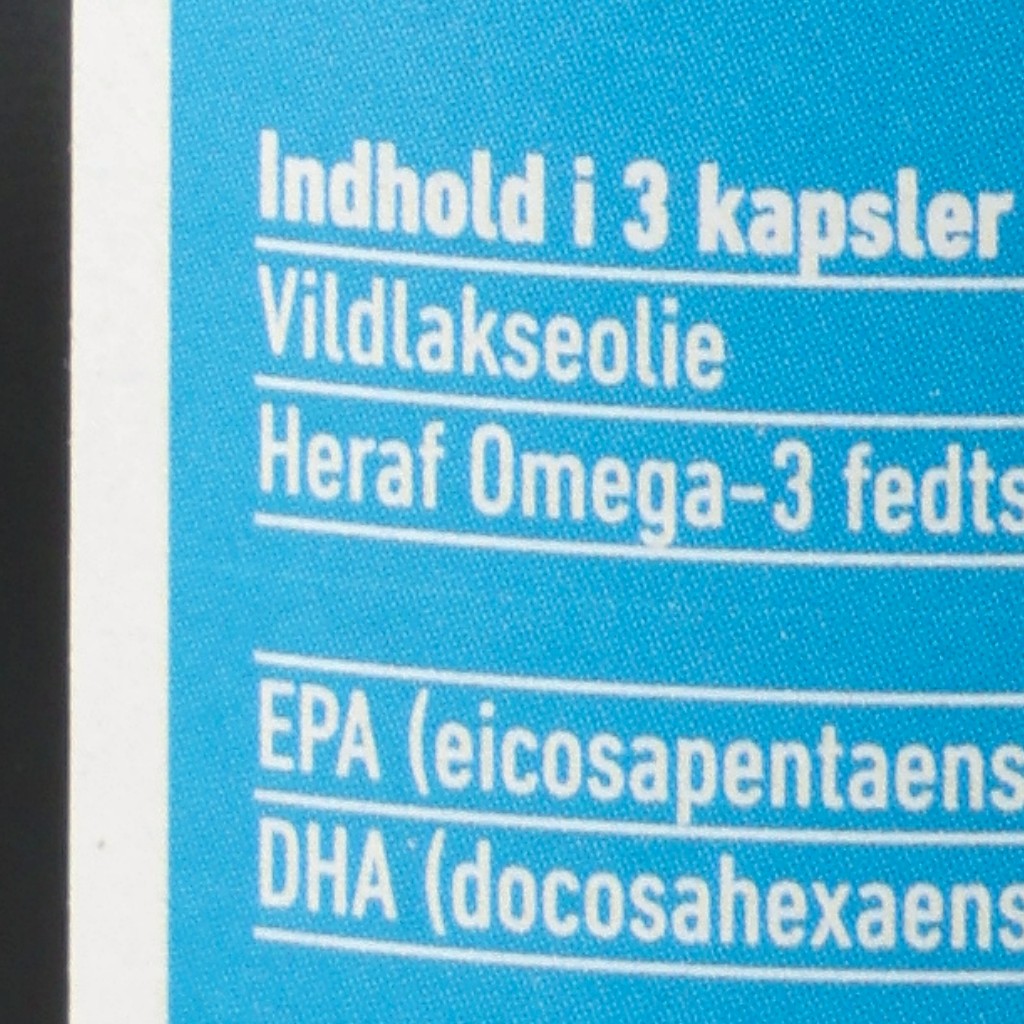 Indhold i 3 kapsler
Vildlakseolie
Heraf Omega-3 fedts
EPA (eicosapentaens
DHA (docosahexaens